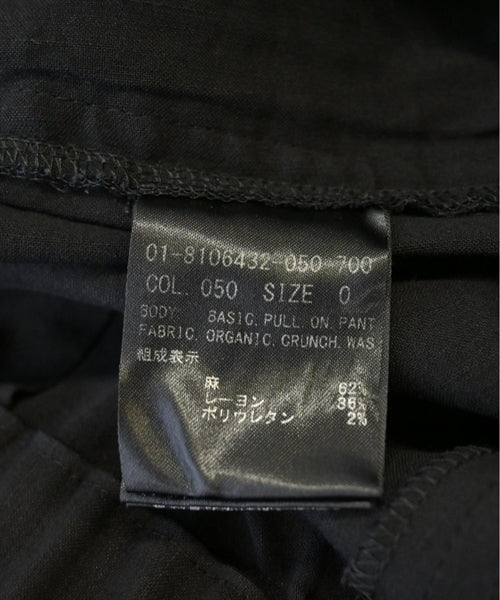 01-8106432-050-700
COL. 050 SIZE 0
BODY. BASIC. PULL. ON. PANT
FABRIC. ORGANIC. CRUNCH. WAS
組成表示
麻 62%
レーヨン 36%
ポリウレタン 2%